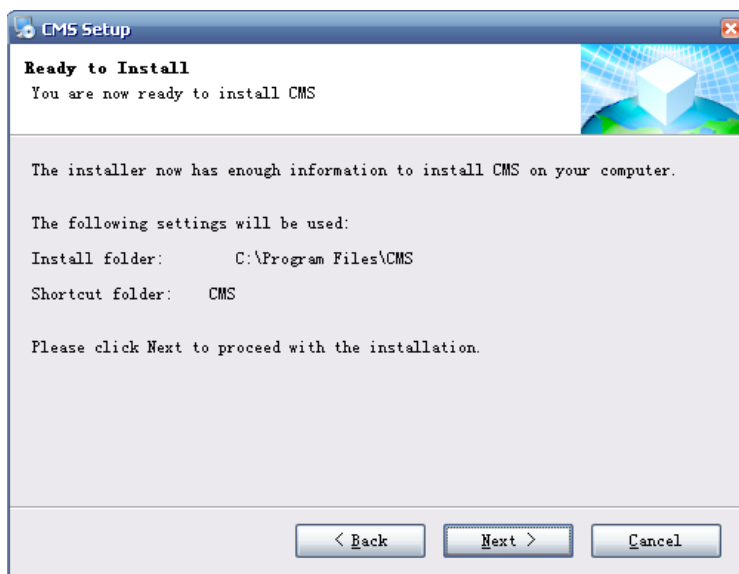 CMS Setup
Ready to Install
You are now ready to install CMS
The installer now has enough information to install CMS on your computer.
The following settings will be used:
Install folder: C:\Program Files\CMS
Shortcut folder: CMS
Please click Next to proceed with the installation.
< Back Next > Cancel